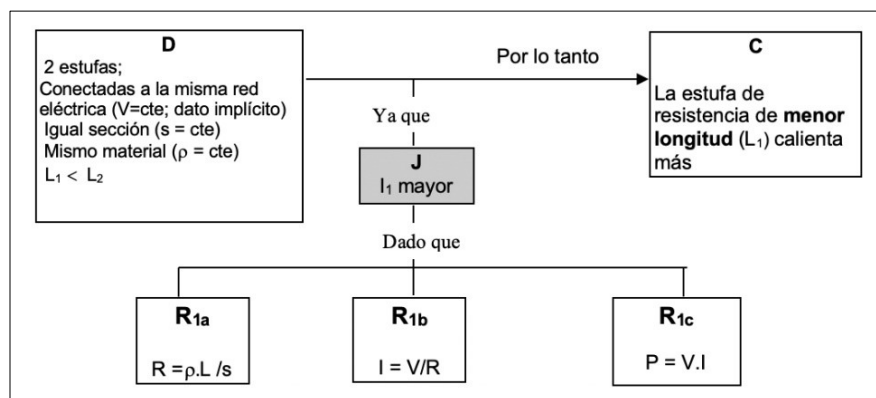 D
2 estufas;
Conectadas a la misma red
eléctrica (V=cte; dato implícito)
Igual sección (s = cte)
Mismo material (ρ = cte)
L₁ < L₂
Por lo tanto
C
La estufa de
resistencia de menor
longitud (L₁) calienta
más
Ya que
J
I₁ mayor
Dado que
R₁ₐ
R =ρ.L /s
R₁b
I = V/R
R₁c
P = V.I